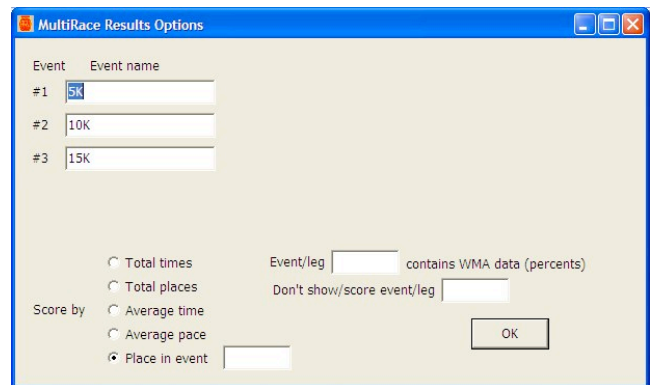 MultiRace Results Options
Event Event name
#1 5K
#2 10K
#3 15K
Total times
Total places
Score by Average time
Average pace
Place in event
Event/leg contains WMA data (percents)
Don't show/score event/leg
OK